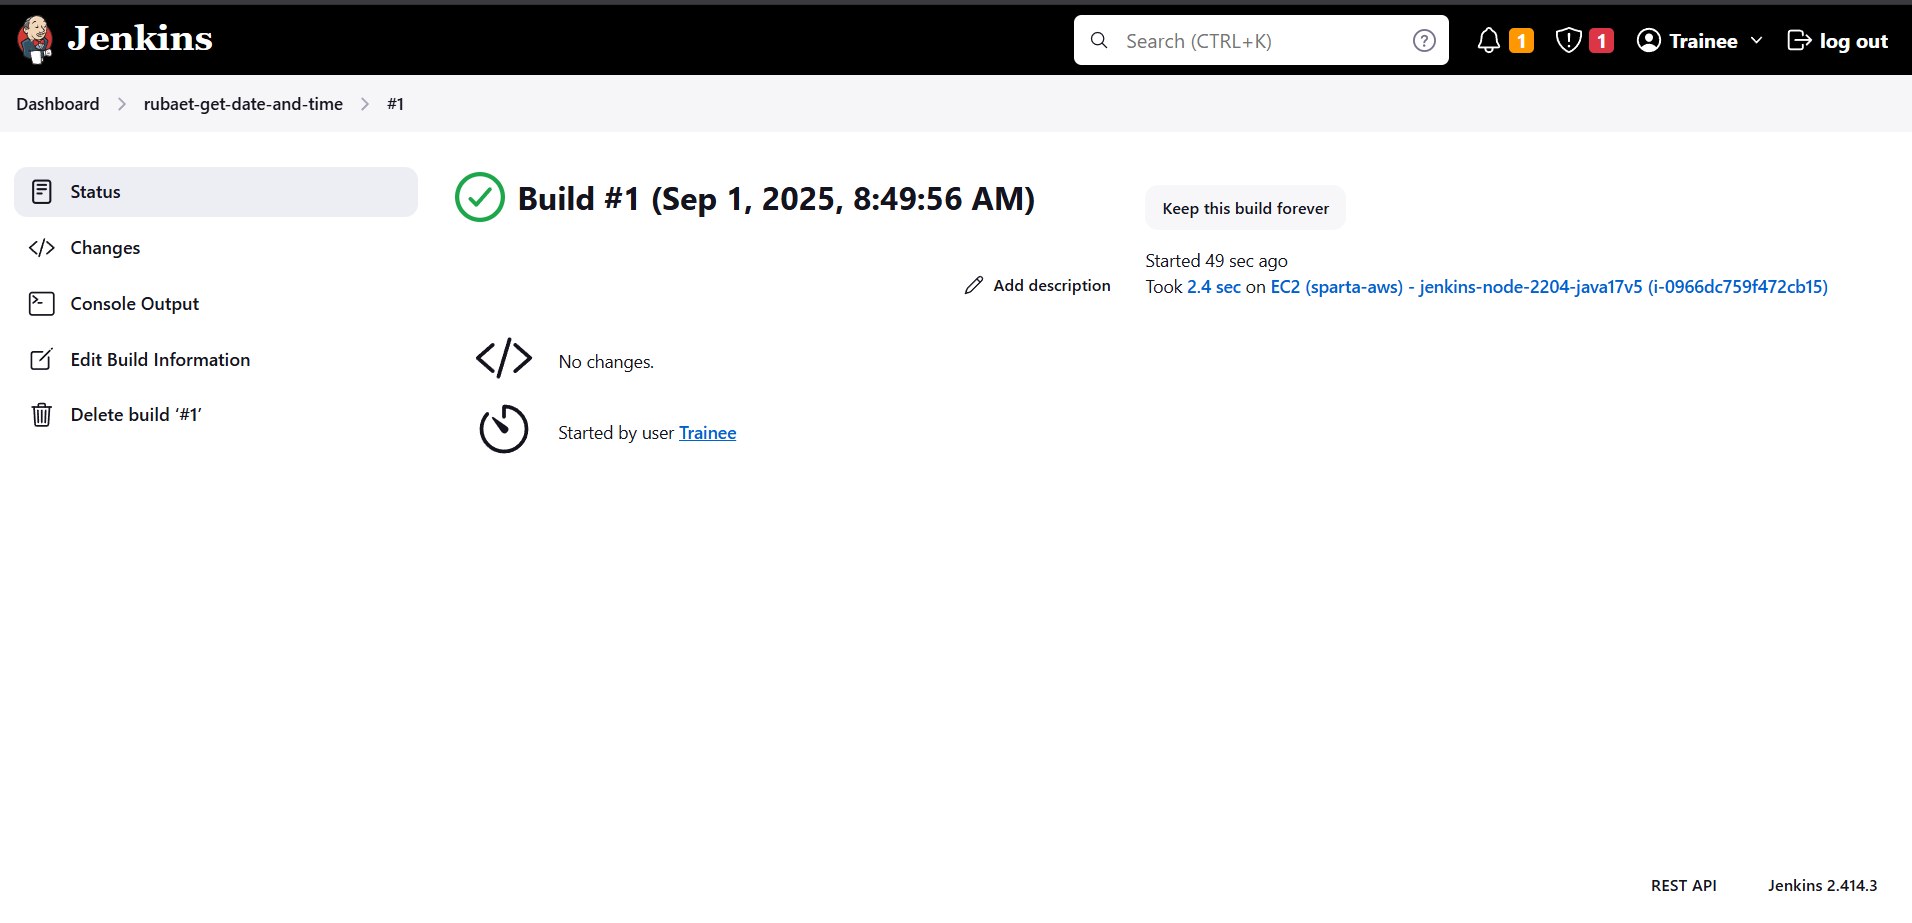 Jenkins
Search (CTRL+K)
1
1
Trainee
log out
Dashboard
rubaet-get-date-and-time
#1
Status
Changes
Console Output
Edit Build Information
Delete build ‘#1’
Build #1 (Sep 1, 2025, 8:49:56 AM)
Keep this build forever
Add description
Started 49 sec ago
Took 2.4 sec on EC2 (sparta-aws) - jenkins-node-2204-java17v5 (i-0966dc759f472cb15)
No changes.
Started by user Trainee
REST API
Jenkins 2.414.3